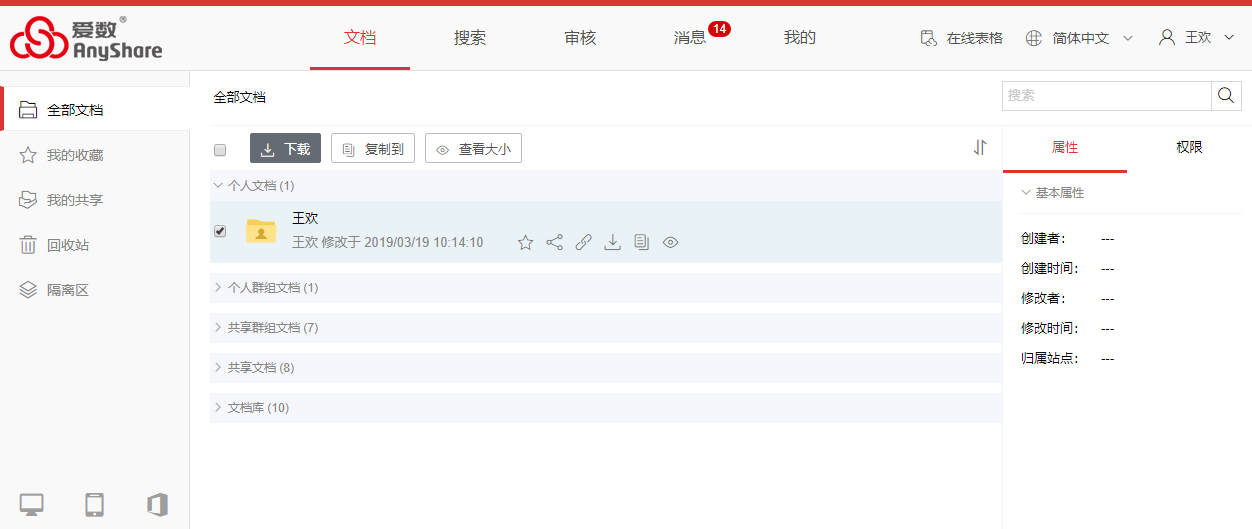 爱数®
AnyShare
文档 搜索 审核 消息 14 我的 在线表格 简体中文 王欢
全部文档
我的收藏
我的共享
回收站
隔离区
全部文档
搜索
下载 复制到 查看大小
个人文档 (1)
王欢
王欢 修改于 2019/03/19 10:14:10
个人群组文档 (1)
共享群组文档 (7)
共享文档 (8)
文档库 (10)
属性 权限
基本属性
创建者： ---
创建时间： ---
修改者： ---
修改时间： ---
归属站点： ---